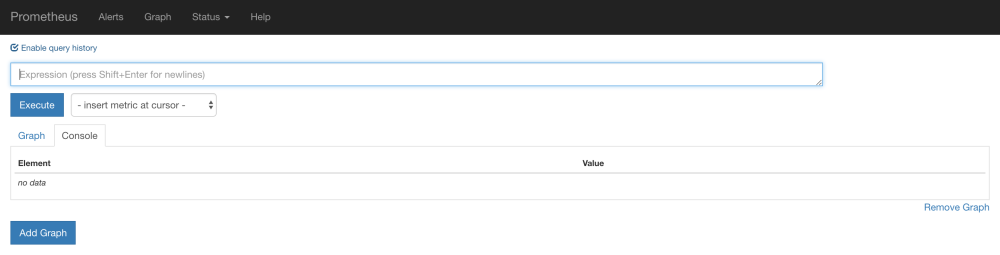 Prometheus Alerts Graph Status Help
Enable query history
Expression (press Shift+Enter for newlines)
Execute - insert metric at cursor -
Graph Console
Element Value
no data
Remove Graph
Add Graph